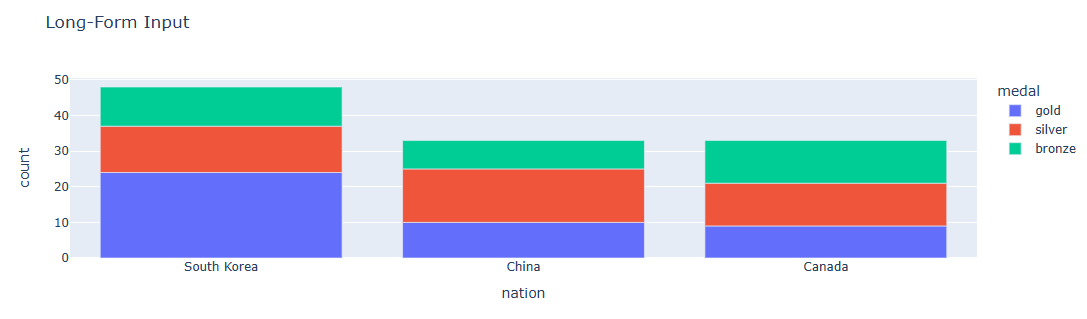 Long-Form Input
count
50
40
30
20
10
0
South Korea
China
Canada
nation
medal
gold
silver
bronze